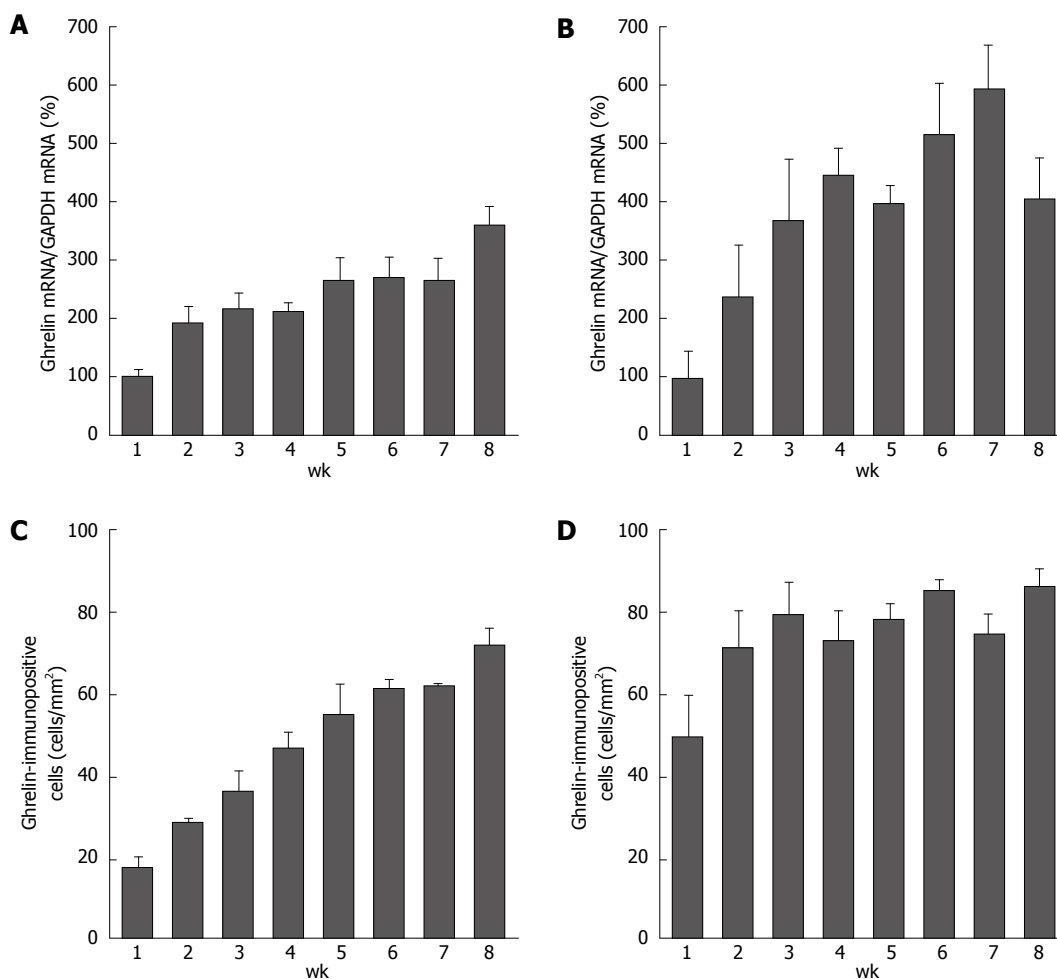 A
Ghrelin mRNA/GAPDH mRNA (%)
700
600
500
400
300
200
100
0
1 2 3 4 5 6 7 8
wk
B
Ghrelin mRNA/GAPDH mRNA (%)
700
600
500
400
300
200
100
0
1 2 3 4 5 6 7 8
wk
C
Ghrelin-immunopositive
cells (cells/mm²)
100
80
60
40
20
0
1 2 3 4 5 6 7 8
wk
D
Ghrelin-immunopositive
cells (cells/mm²)
100
80
60
40
20
0
1 2 3 4 5 6 7 8
wk